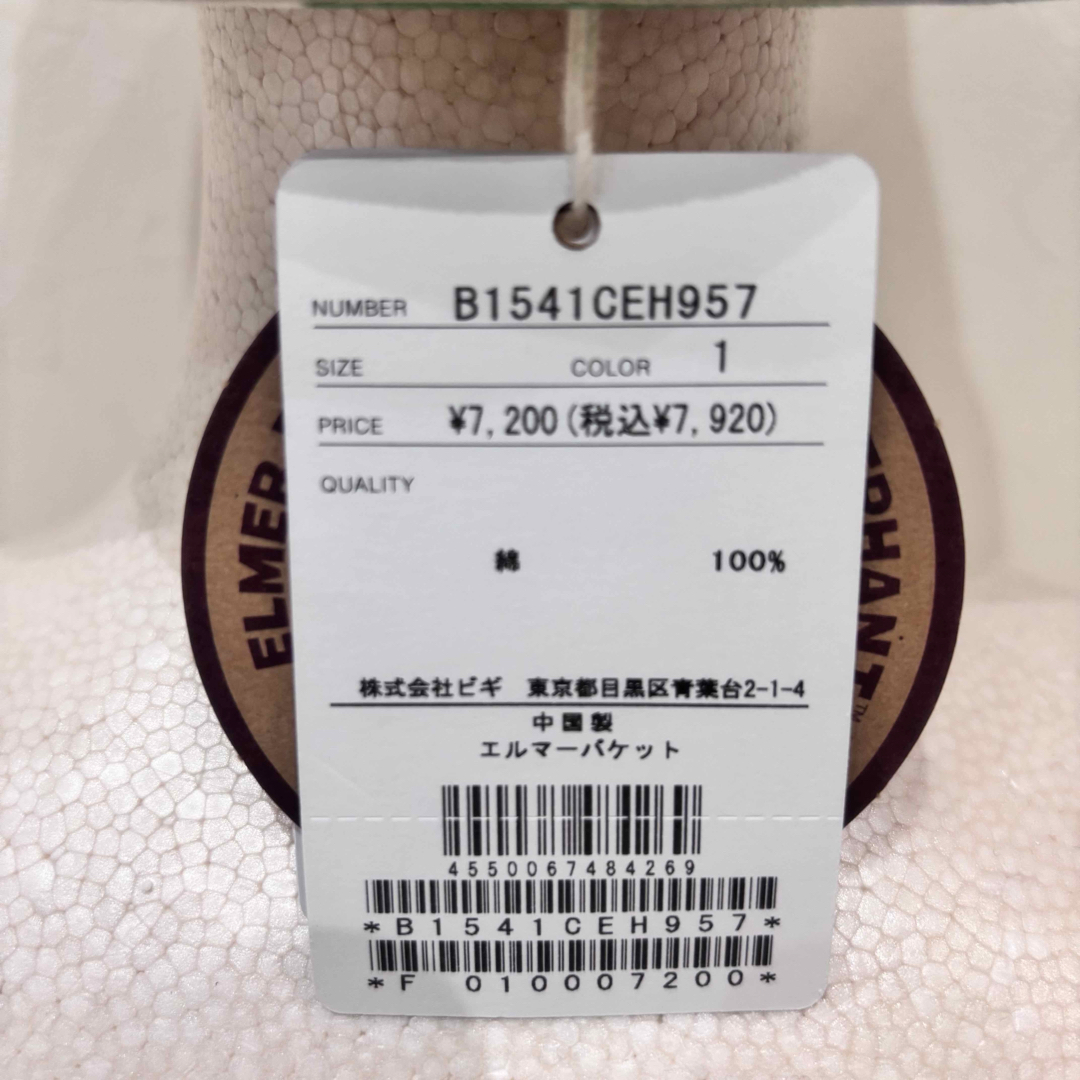 NUMBER B1541CEH957
SIZE COLOR 1
PRICE ¥7,200(税込¥7,920)
QUALITY
綿 100%
株式会社ビギ 東京都目黒区青葉台2-1-4
中国製
エルマーバケット
4550067484269
*B1541CEH957*
*F 010007200*
ELMER